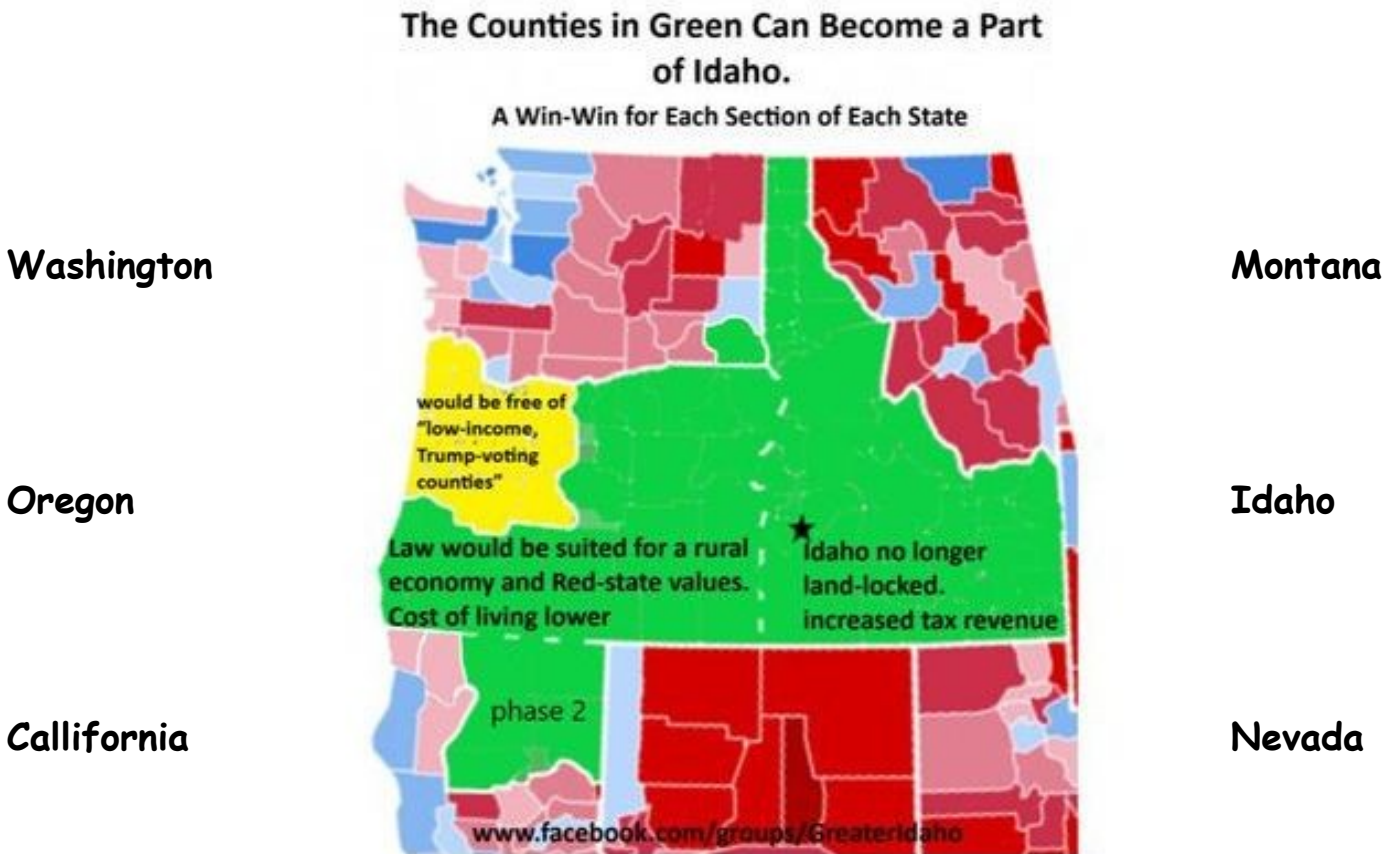 The Counties in Green Can Become a Part
of Idaho.
A Win-Win for Each Section of Each State
Washington
Montana
would be free of
"low-income,
Trump-voting
counties"
Oregon
Idaho
Law would be suited for a rural
economy and Red-state values.
Cost of living lower
Idaho no longer
land-locked.
increased tax revenue
Callifornia
phase 2
Nevada
www.facebook.com/groups/GreaterIdaho